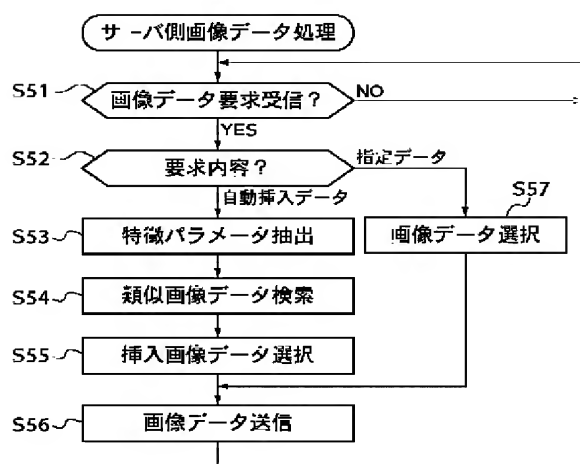 サーバ側画像データ処理
S51
画像データ要求受信？
NO
YES
S52
要求内容？
指定データ
自動挿入データ
S57
S53
特徴パラメータ抽出
画像データ選択
S54
類似画像データ検索
S55
挿入画像データ選択
S56
画像データ送信